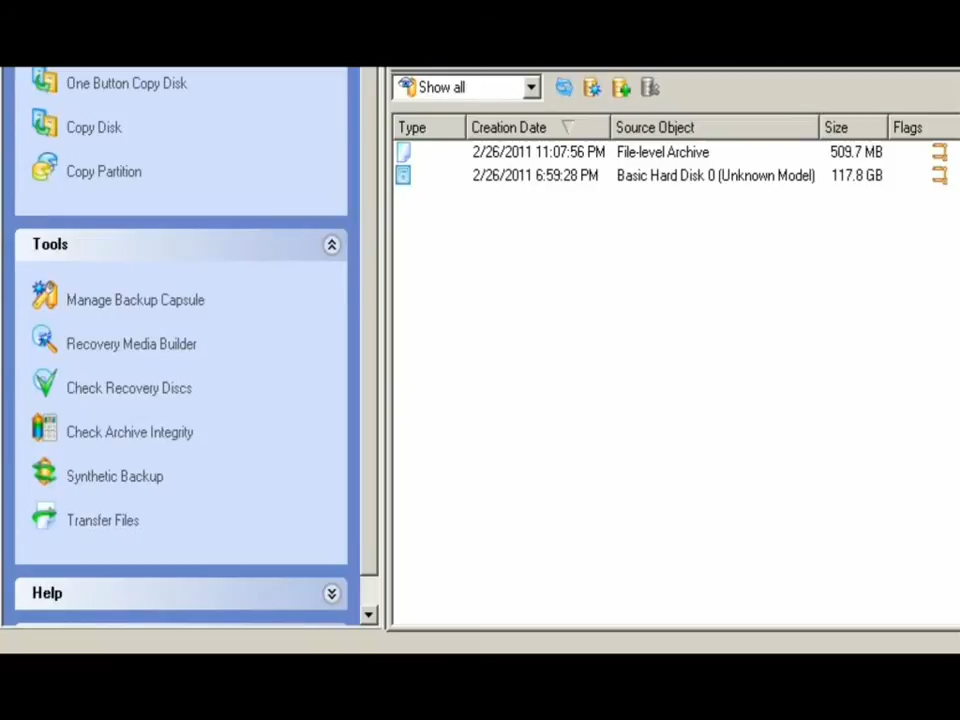 One Button Copy Disk
Copy Disk
Copy Partition
Tools
Manage Backup Capsule
Recovery Media Builder
Check Recovery Discs
Check Archive Integrity
Synthetic Backup
Transfer Files
Help
Show all
Type Creation Date Source Object Size Flags
2/26/2011 11:07:56 PM File-level Archive 509.7 MB
2/26/2011 6:59:28 PM Basic Hard Disk 0 (Unknown Model) 117.8 GB